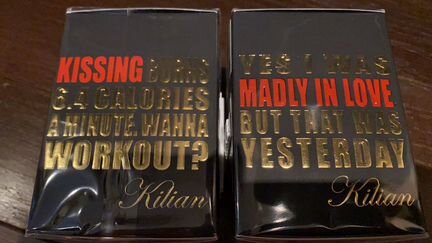 KISSING BURNS
6.4 CALORIES
A MINUTE. WANNA
WORKOUT?
Kilian
YES I WAS
MADLY IN LOVE
BUT THAT WAS
YESTERDAY
Kilian